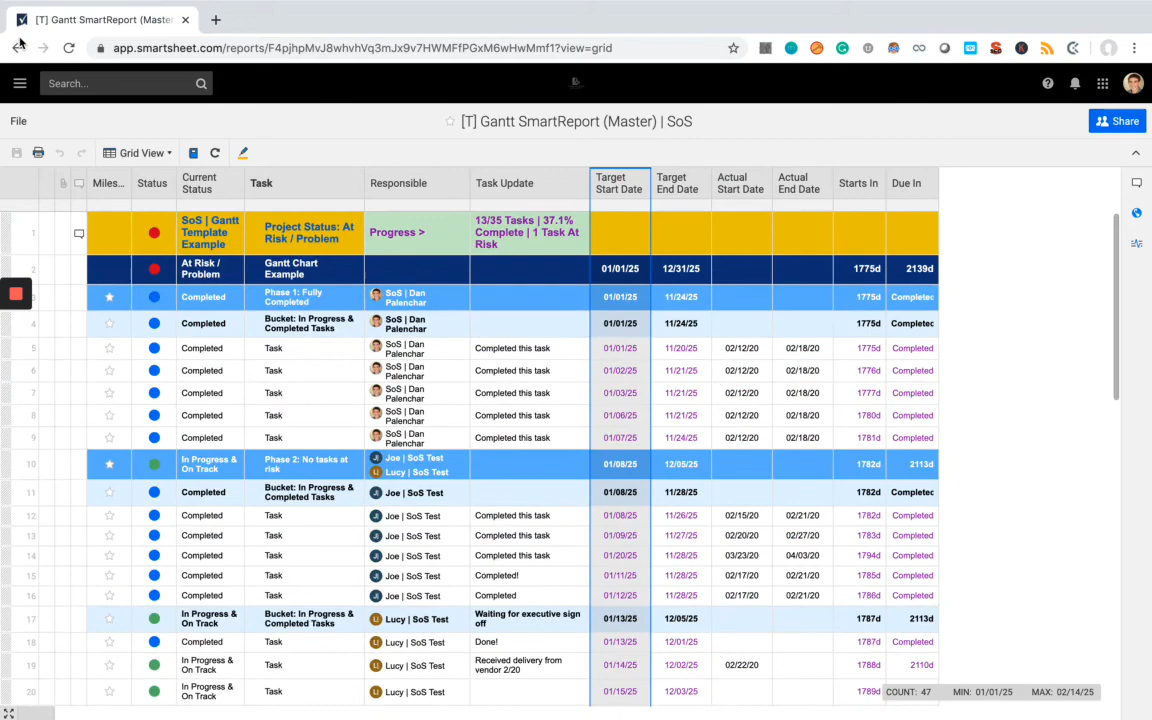 [T] Gantt SmartReport (Master
app.smartsheet.com/reports/F4pjhpMvJ8whvhVq3mJx9v7HWMFfPGxM6wHwMmf1?view=grid
Search...
File
[T] Gantt SmartReport (Master) | SoS
Share
Grid View
Miles... Status Current Status Task Responsible Task Update Target Start Date Target End Date Actual Start Date Actual End Date Starts In Due In
1 SoS | Gantt Template Example Project Status: At Risk / Problem Progress > 13/35 Tasks | 37.1% Complete | 1 Task At Risk
2 At Risk / Problem Gantt Chart Example 01/01/25 12/31/25 1775d 2139d
3 Completed Phase 1: Fully Completed SoS | Dan Palenchar 01/01/25 11/24/25 1775d Completed
4 Completed Bucket: In Progress & Completed Tasks SoS | Dan Palenchar 01/01/25 11/24/25 1775d Completed
5 Completed Task SoS | Dan Palenchar Completed this task 01/01/25 11/20/25 02/12/20 02/18/20 1775d Completed
6 Completed Task SoS | Dan Palenchar Completed this task 01/02/25 11/21/25 02/12/20 02/18/20 1776d Completed
7 Completed Task SoS | Dan Palenchar Completed this task 01/03/25 11/21/25 02/12/20 02/18/20 1777d Completed
8 Completed Task SoS | Dan Palenchar Completed this task 01/06/25 11/21/25 02/12/20 02/18/20 1780d Completed
9 Completed Task SoS | Dan Palenchar Completed this task 01/07/25 11/24/25 02/12/20 02/18/20 1781d Completed
10 In Progress & On Track Phase 2: No tasks at risk JI Joe | SoS Test LI Lucy | SoS Test 01/08/25 12/05/25 1782d 2113d
11 Completed Bucket: In Progress & Completed Tasks JI Joe | SoS Test 01/08/25 11/28/25 1782d Completed
12 Completed Task JI Joe | SoS Test Completed this task 01/08/25 11/26/25 02/15/20 02/21/20 1782d Completed
13 Completed Task JI Joe | SoS Test Completed this task 01/09/25 11/27/25 02/20/20 02/27/20 1783d Completed
14 Completed Task JI Joe | SoS Test Completed this task 01/20/25 11/28/25 03/23/20 04/03/20 1794d Completed
15 Completed Task JI Joe | SoS Test Completed! 01/11/25 11/28/25 02/17/20 02/21/20 1785d Completed
16 Completed Task JI Joe | SoS Test Completed 01/12/25 11/28/25 02/17/20 02/21/20 1786d Completed
17 In Progress & On Track Bucket: In Progress & Completed Tasks LI Lucy | SoS Test Waiting for executive sign off 01/13/25 12/05/25 1787d 2113d
18 Completed Task LI Lucy | SoS Test Done! 01/13/25 12/01/25 1787d Completed
19 In Progress & On Track Task LI Lucy | SoS Test Received delivery from vendor 2/20 01/14/25 12/02/25 02/22/20 1788d 2110d
20 In Progress & On Track Task LI Lucy | SoS Test 01/15/25 12/03/25 1789d
COUNT: 47 MIN: 01/01/25 MAX: 02/14/25